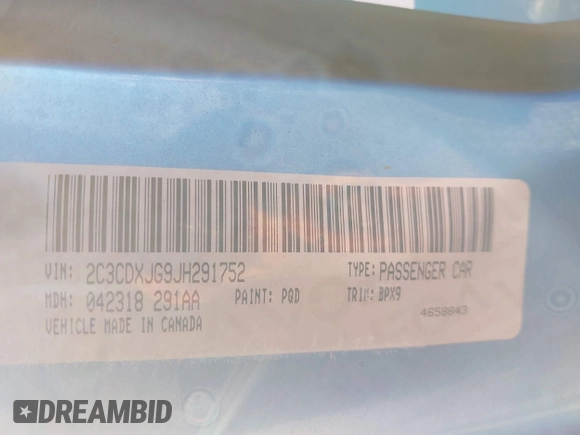 VIN: 2C3CDXJG9JH291752 TYPE: PASSENGER CAR
MDH: 042318 291AA PAINT: PQD TRIM: BPX9
VEHICLE MADE IN CANADA 4658843
DREAMBID